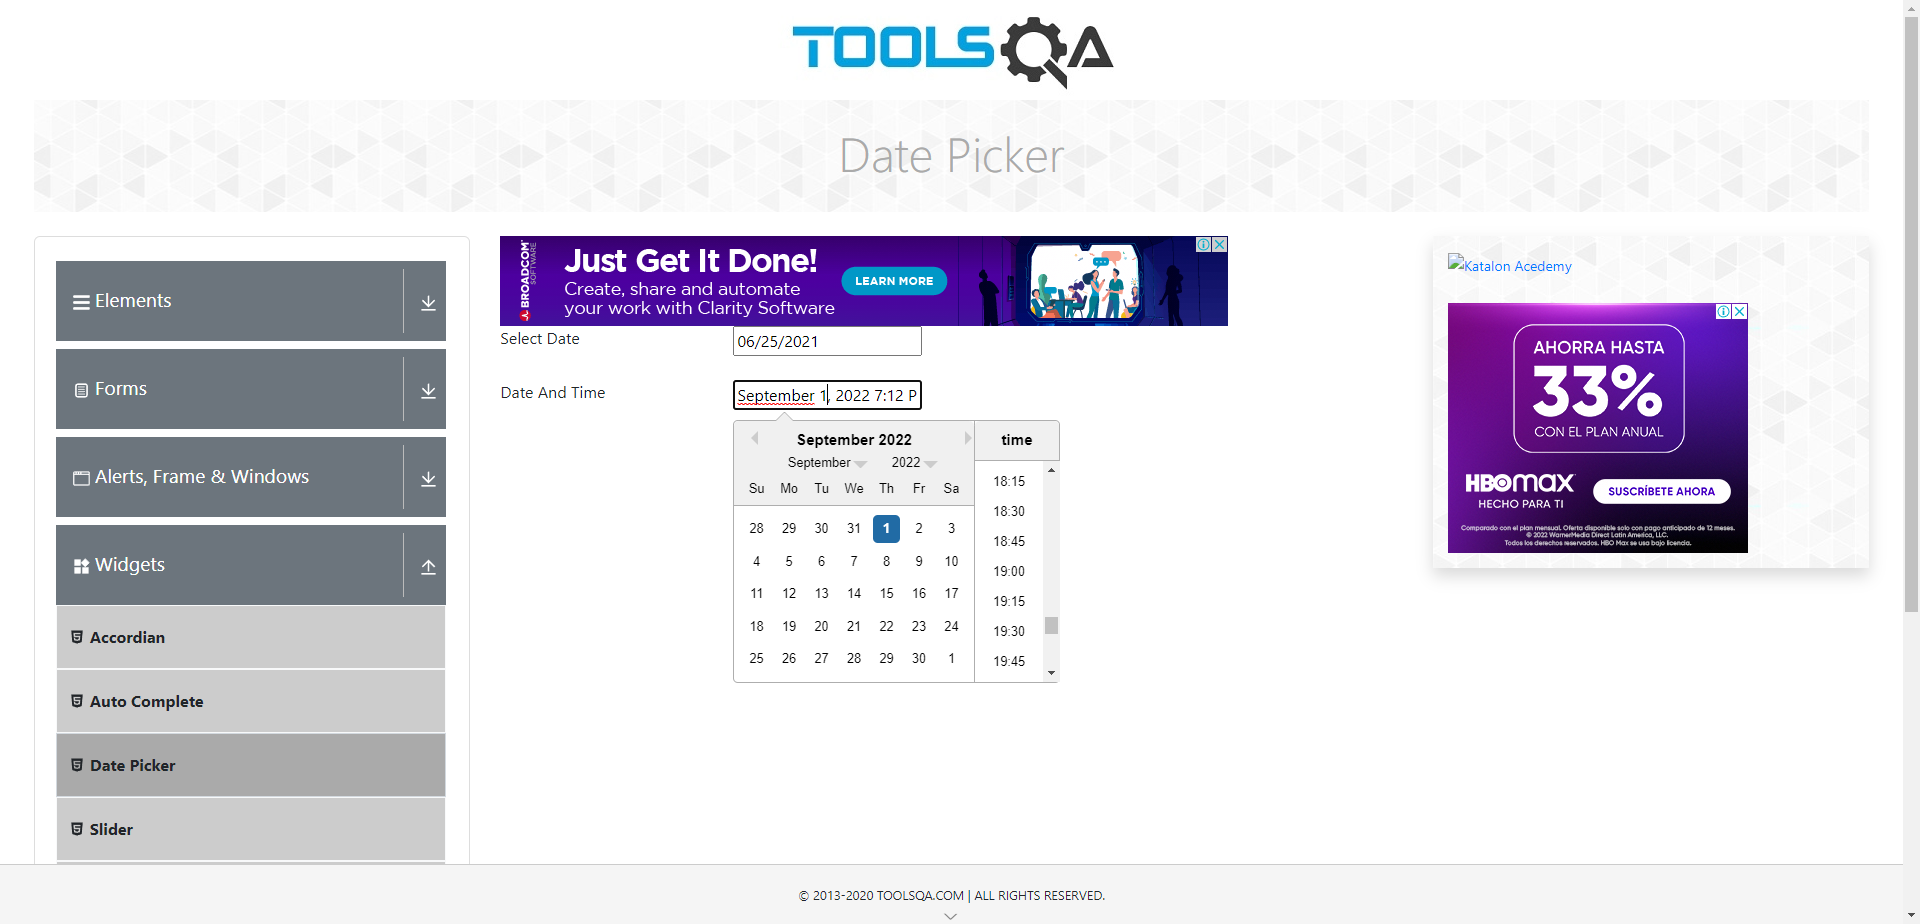 TOOLSQA
Date Picker
Elements
Forms
Alerts, Frame & Windows
Widgets
Accordian
Auto Complete
Date Picker
Slider
BROADCOM
SOFTWARE
Just Get It Done!
Create, share and automate
your work with Clarity Software
LEARN MORE
Select Date
06/25/2021
Date And Time
September 1, 2022 7:12 P
September 2022
September 2022
Su Mo Tu We Th Fr Sa
28 29 30 31 1 2 3
4 5 6 7 8 9 10
11 12 13 14 15 16 17
18 19 20 21 22 23 24
25 26 27 28 29 30 1
time
18:15
18:30
18:45
19:00
19:15
19:30
19:45
Katalon Acedemy
AHORRA HASTA
33%
CON EL PLAN ANUAL
HBOMAX
HECHO PARA TI
SUSCRÍBETE AHORA
Comparado con el plan mensual. Oferta disponible solo con pago anticipado de 12 meses.
© 2022 WarnerMedia Direct Latin America, LLC.
Todos los derechos reservados. HBO Max se usa bajo licencia.
© 2013-2020 TOOLSQA.COM | ALL RIGHTS RESERVED.